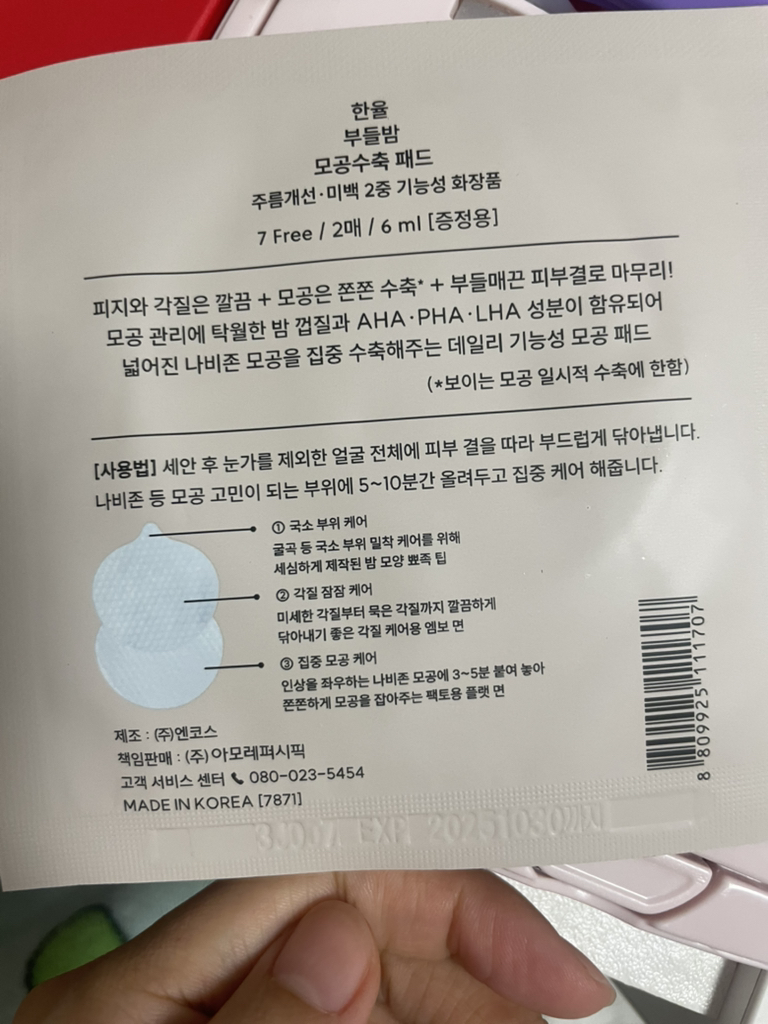 한율
부들밤
모공수축 패드
주름개선·미백 2중 기능성 화장품
7 Free / 2매 / 6 ml [증정용]
피지와 각질은 깔끔 + 모공은 쫀쫀 수축* + 부들매끈 피부결로 마무리!
모공 관리에 탁월한 밤 껍질과 AHA·PHA·LHA 성분이 함유되어
넓어진 나비존 모공을 집중 수축해주는 데일리 기능성 모공 패드
(*보이는 모공 일시적 수축에 한함)
[사용법] 세안 후 눈가를 제외한 얼굴 전체에 피부 결을 따라 부드럽게 닦아냅니다.
나비존 등 모공 고민이 되는 부위에 5~10분간 올려두고 집중 케어 해줍니다.
① 국소 부위 케어
굴곡 등 국소 부위 밀착 케어를 위해
세심하게 제작된 밤 모양 뾰족 팁
② 각질 잠잠 케어
미세한 각질부터 묵은 각질까지 깔끔하게
닦아내기 좋은 각질 케어용 엠보 면
③ 집중 모공 케어
인상을 좌우하는 나비존 모공에 3~5분 붙여 놓아
쫀쫀하게 모공을 잡아주는 팩토용 플랫 면
제조 : (주)엔코스
책임판매 : (주)아모레퍼시픽
고객 서비스 센터 080-023-5454
MADE IN KOREA [7871]
8 809925 111707
EXP 20251030까지